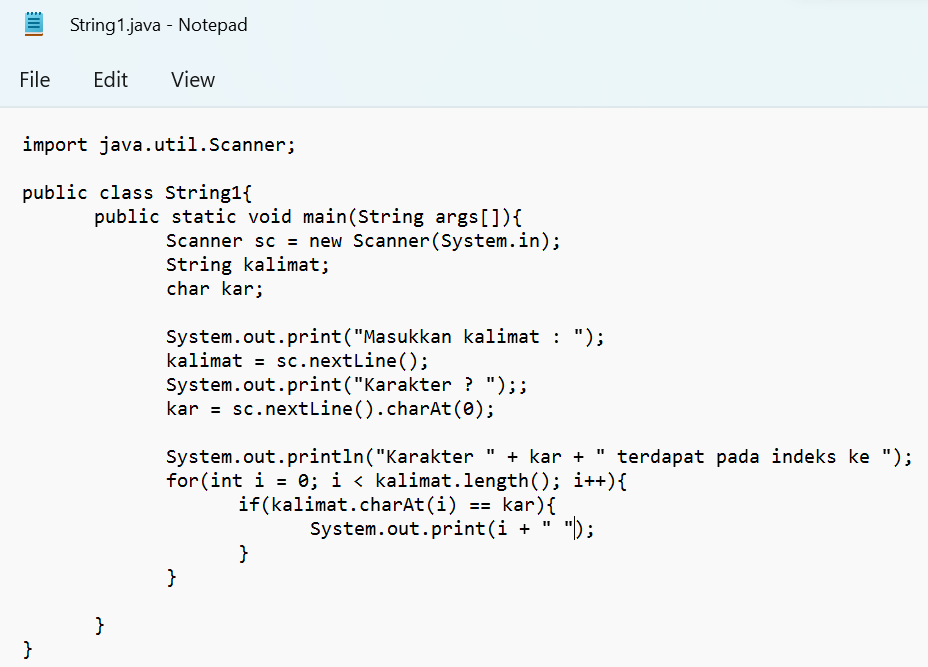 String1.java - Notepad
File Edit View
import java.util.Scanner;
public class String1{
public static void main(String args[]){
Scanner sc = new Scanner(System.in);
String kalimat;
char kar;
System.out.print("Masukkan kalimat : ");
kalimat = sc.nextLine();
System.out.print("Karakter ? ");;
kar = sc.nextLine().charAt(0);
System.out.println("Karakter " + kar + " terdapat pada indeks ke ");
for(int i = 0; i < kalimat.length(); i++){
if(kalimat.charAt(i) == kar){
System.out.print(i + " ");
}
}
}
}